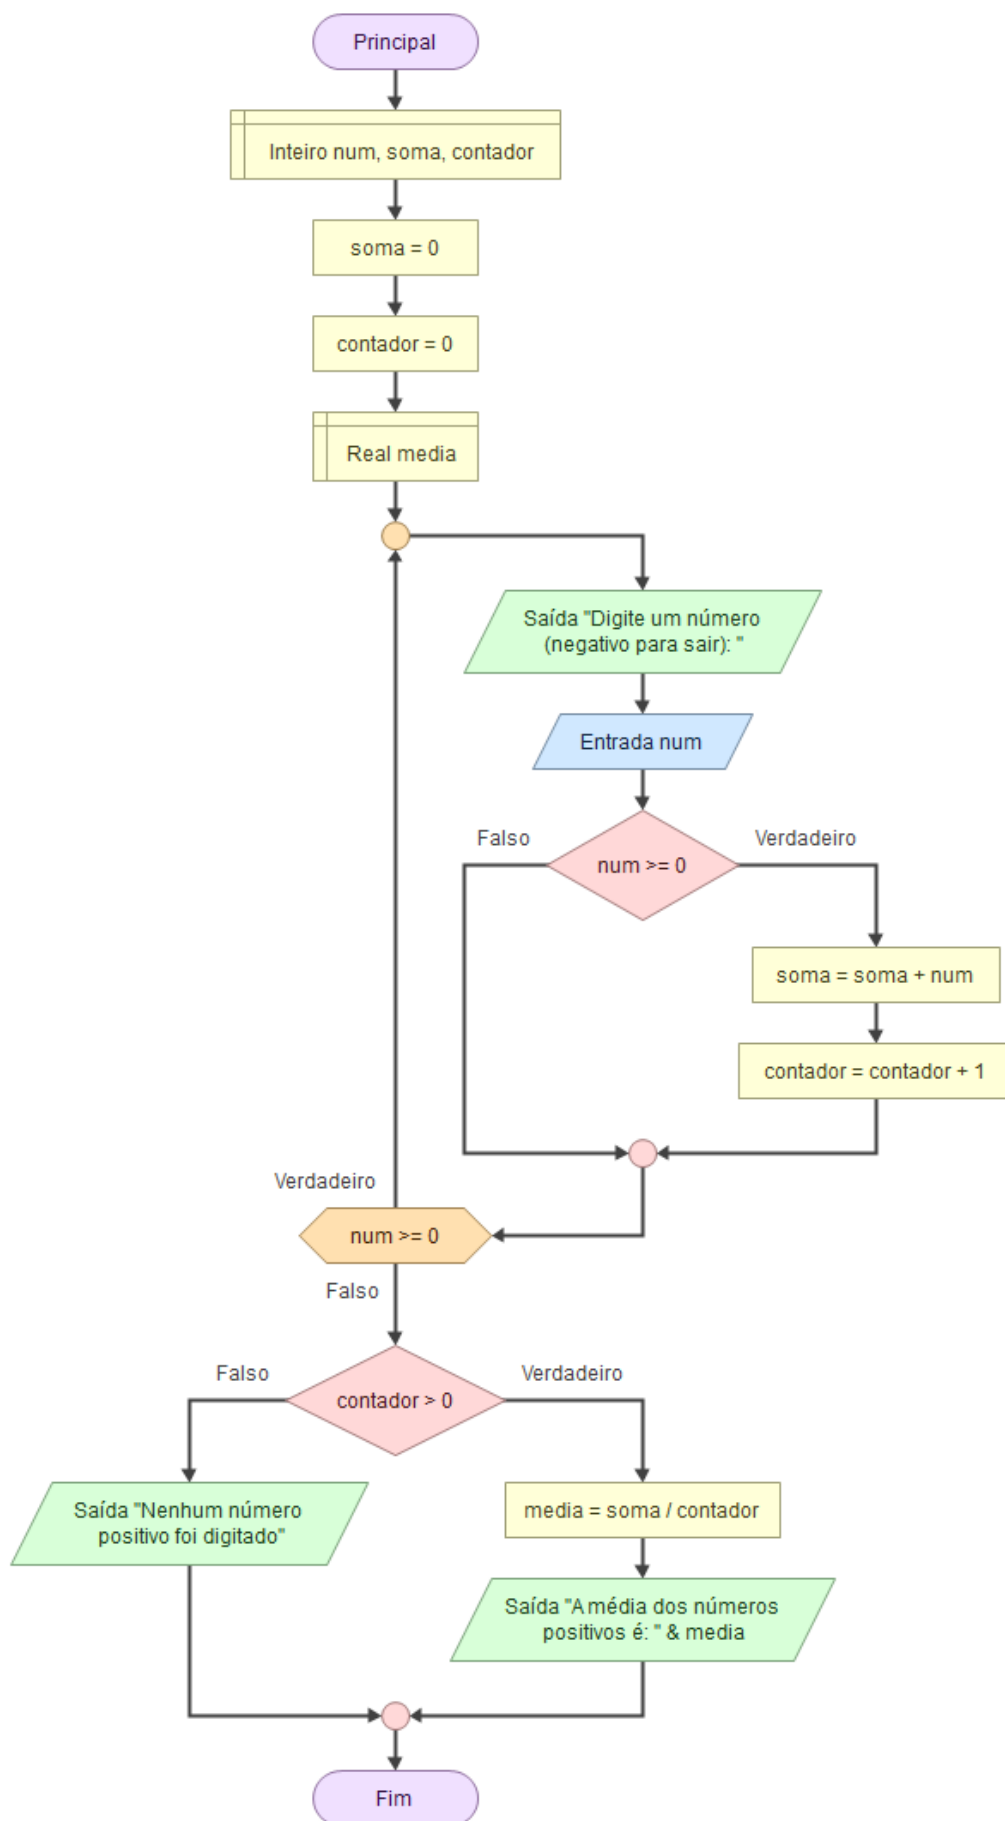 Principal
Inteiro num, soma, contador
soma = 0
contador = 0
Real media
Saída "Digite um número
(negativo para sair): "
Entrada num
Falso
Verdadeiro
num >= 0
soma = soma + num
contador = contador + 1
Verdadeiro
num >= 0
Falso
Falso
Verdadeiro
contador > 0
Saída "Nenhum número
positivo foi digitado"
media = soma / contador
Saída "A média dos números
positivos é: " & media
Fim